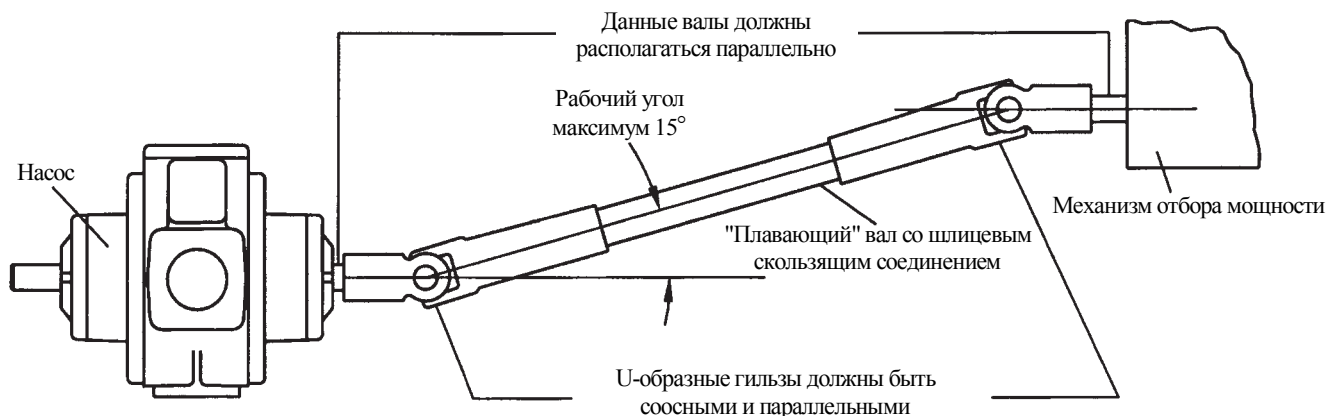 Данные валы должны
располагаться параллельно
Рабочий угол
максимум 15°
Насос
Механизм отбора мощности
"Плавающий" вал со шлицевым
скользящим соединением
U-образные гильзы должны быть
соосными и параллельными